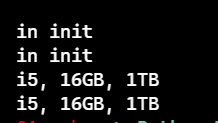 in init
in init
i5, 16GB, 1TB
i5, 16GB, 1TB